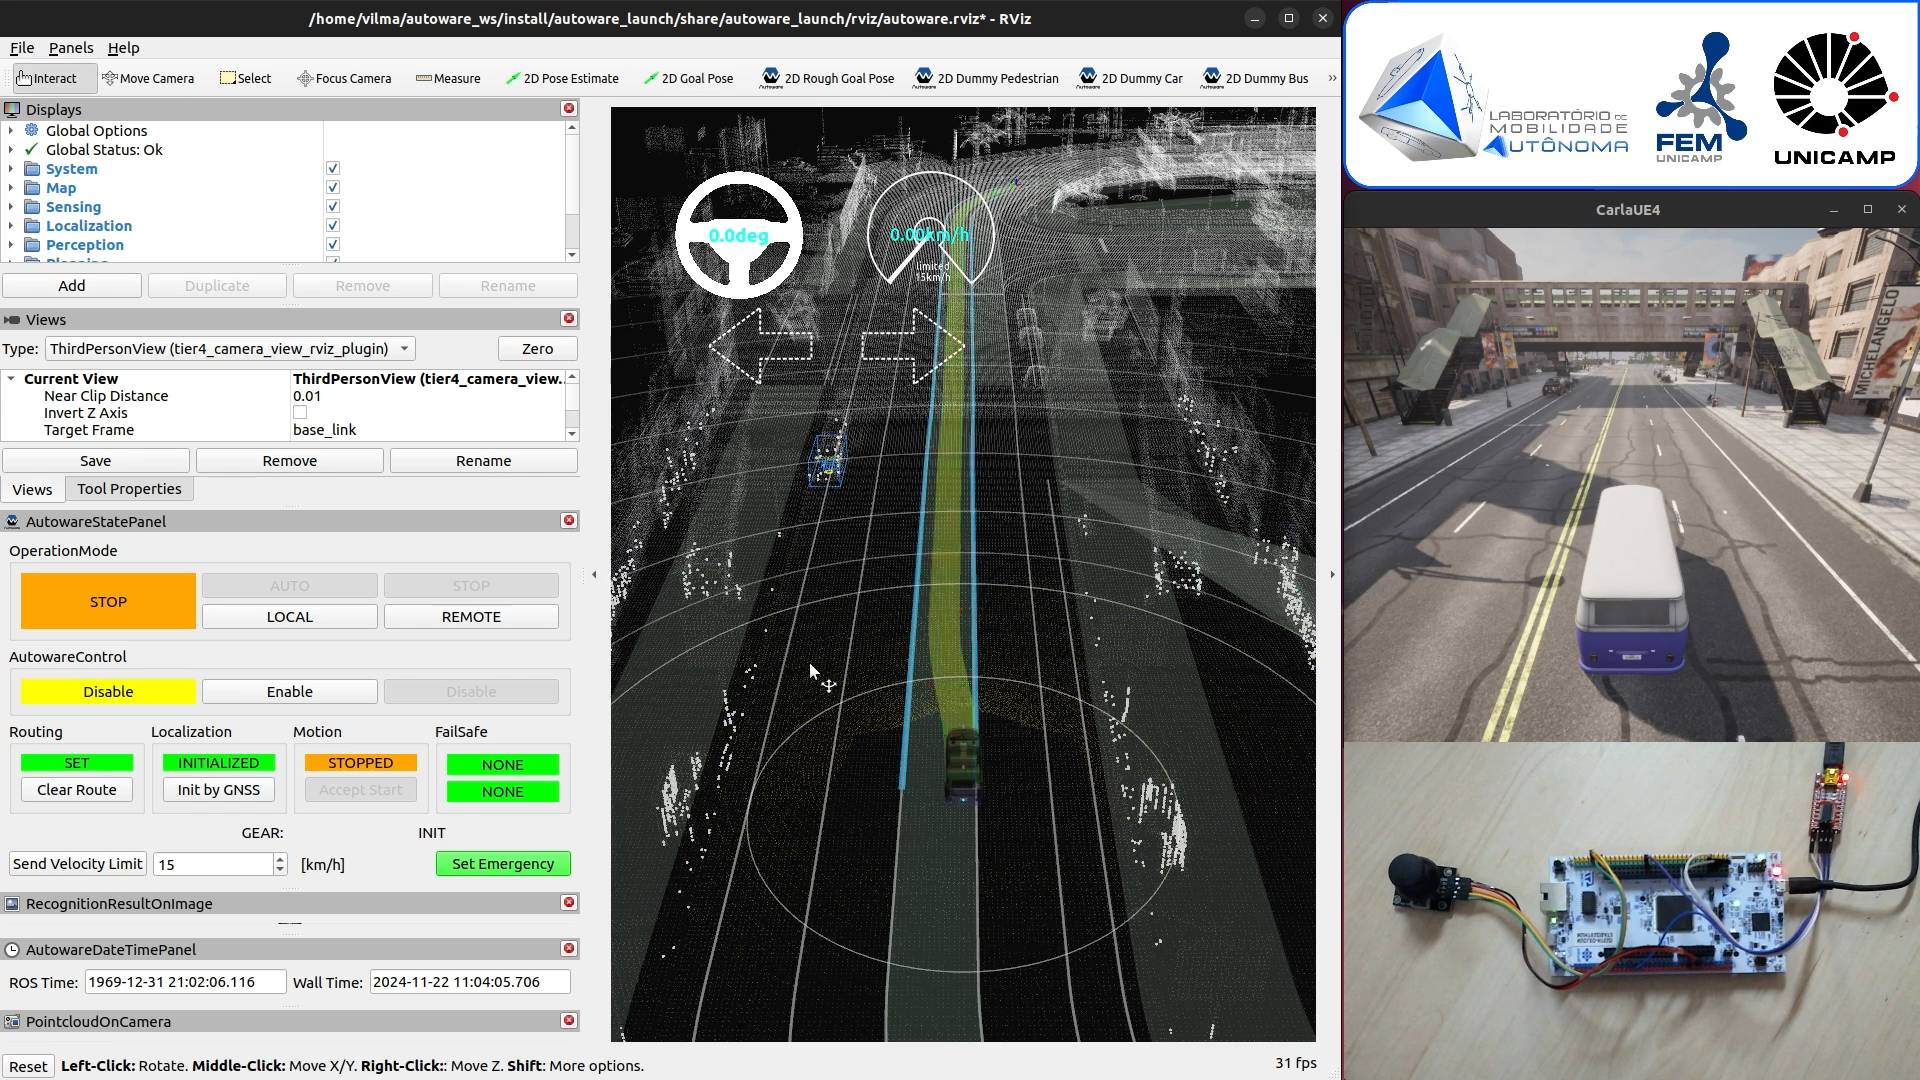 /home/vilma/autoware_ws/install/autoware_launch/share/autoware_launch/rviz/autoware.rviz* - RViz
File Panels Help
Interact Move Camera Select Focus Camera Measure 2D Pose Estimate 2D Goal Pose 2D Rough Goal Pose 2D Dummy Pedestrian 2D Dummy Car 2D Dummy Bus »
Displays
Global Options
Global Status: Ok
System
Map
Sensing
Localization
Perception
Add Duplicate Remove Rename
Views
Type: ThirdPersonView (tier4_camera_view_rviz_plugin) Zero
Current View ThirdPersonView (tier4_camera_view...
Near Clip Distance 0.01
Invert Z Axis
Target Frame base_link
Save Remove Rename
Views Tool Properties
AutowareStatePanel
OperationMode
STOP AUTO STOP
LOCAL REMOTE
AutowareControl
Disable Enable Disable
Routing Localization Motion FailSafe
SET INITIALIZED STOPPED NONE
Clear Route Init by GNSS Accept Start NONE
GEAR: INIT
Send Velocity Limit 15 [km/h] Set Emergency
RecognitionResultOnImage
AutowareDateTimePanel
ROS Time: 1969-12-31 21:02:06.116 Wall Time: 2024-11-22 11:04:05.706
PointcloudOnCamera
Reset Left-Click: Rotate. Middle-Click: Move X/Y. Right-Click:: Move Z. Shift: More options. 31 fps
0.0deg
0.00km/h
limited
15km/h
LABORATÓRIO DE
MOBILIDADE
AUTÔNOMA
FEM
UNICAMP
UNICAMP
CarlaUE4
MICHELANGELO